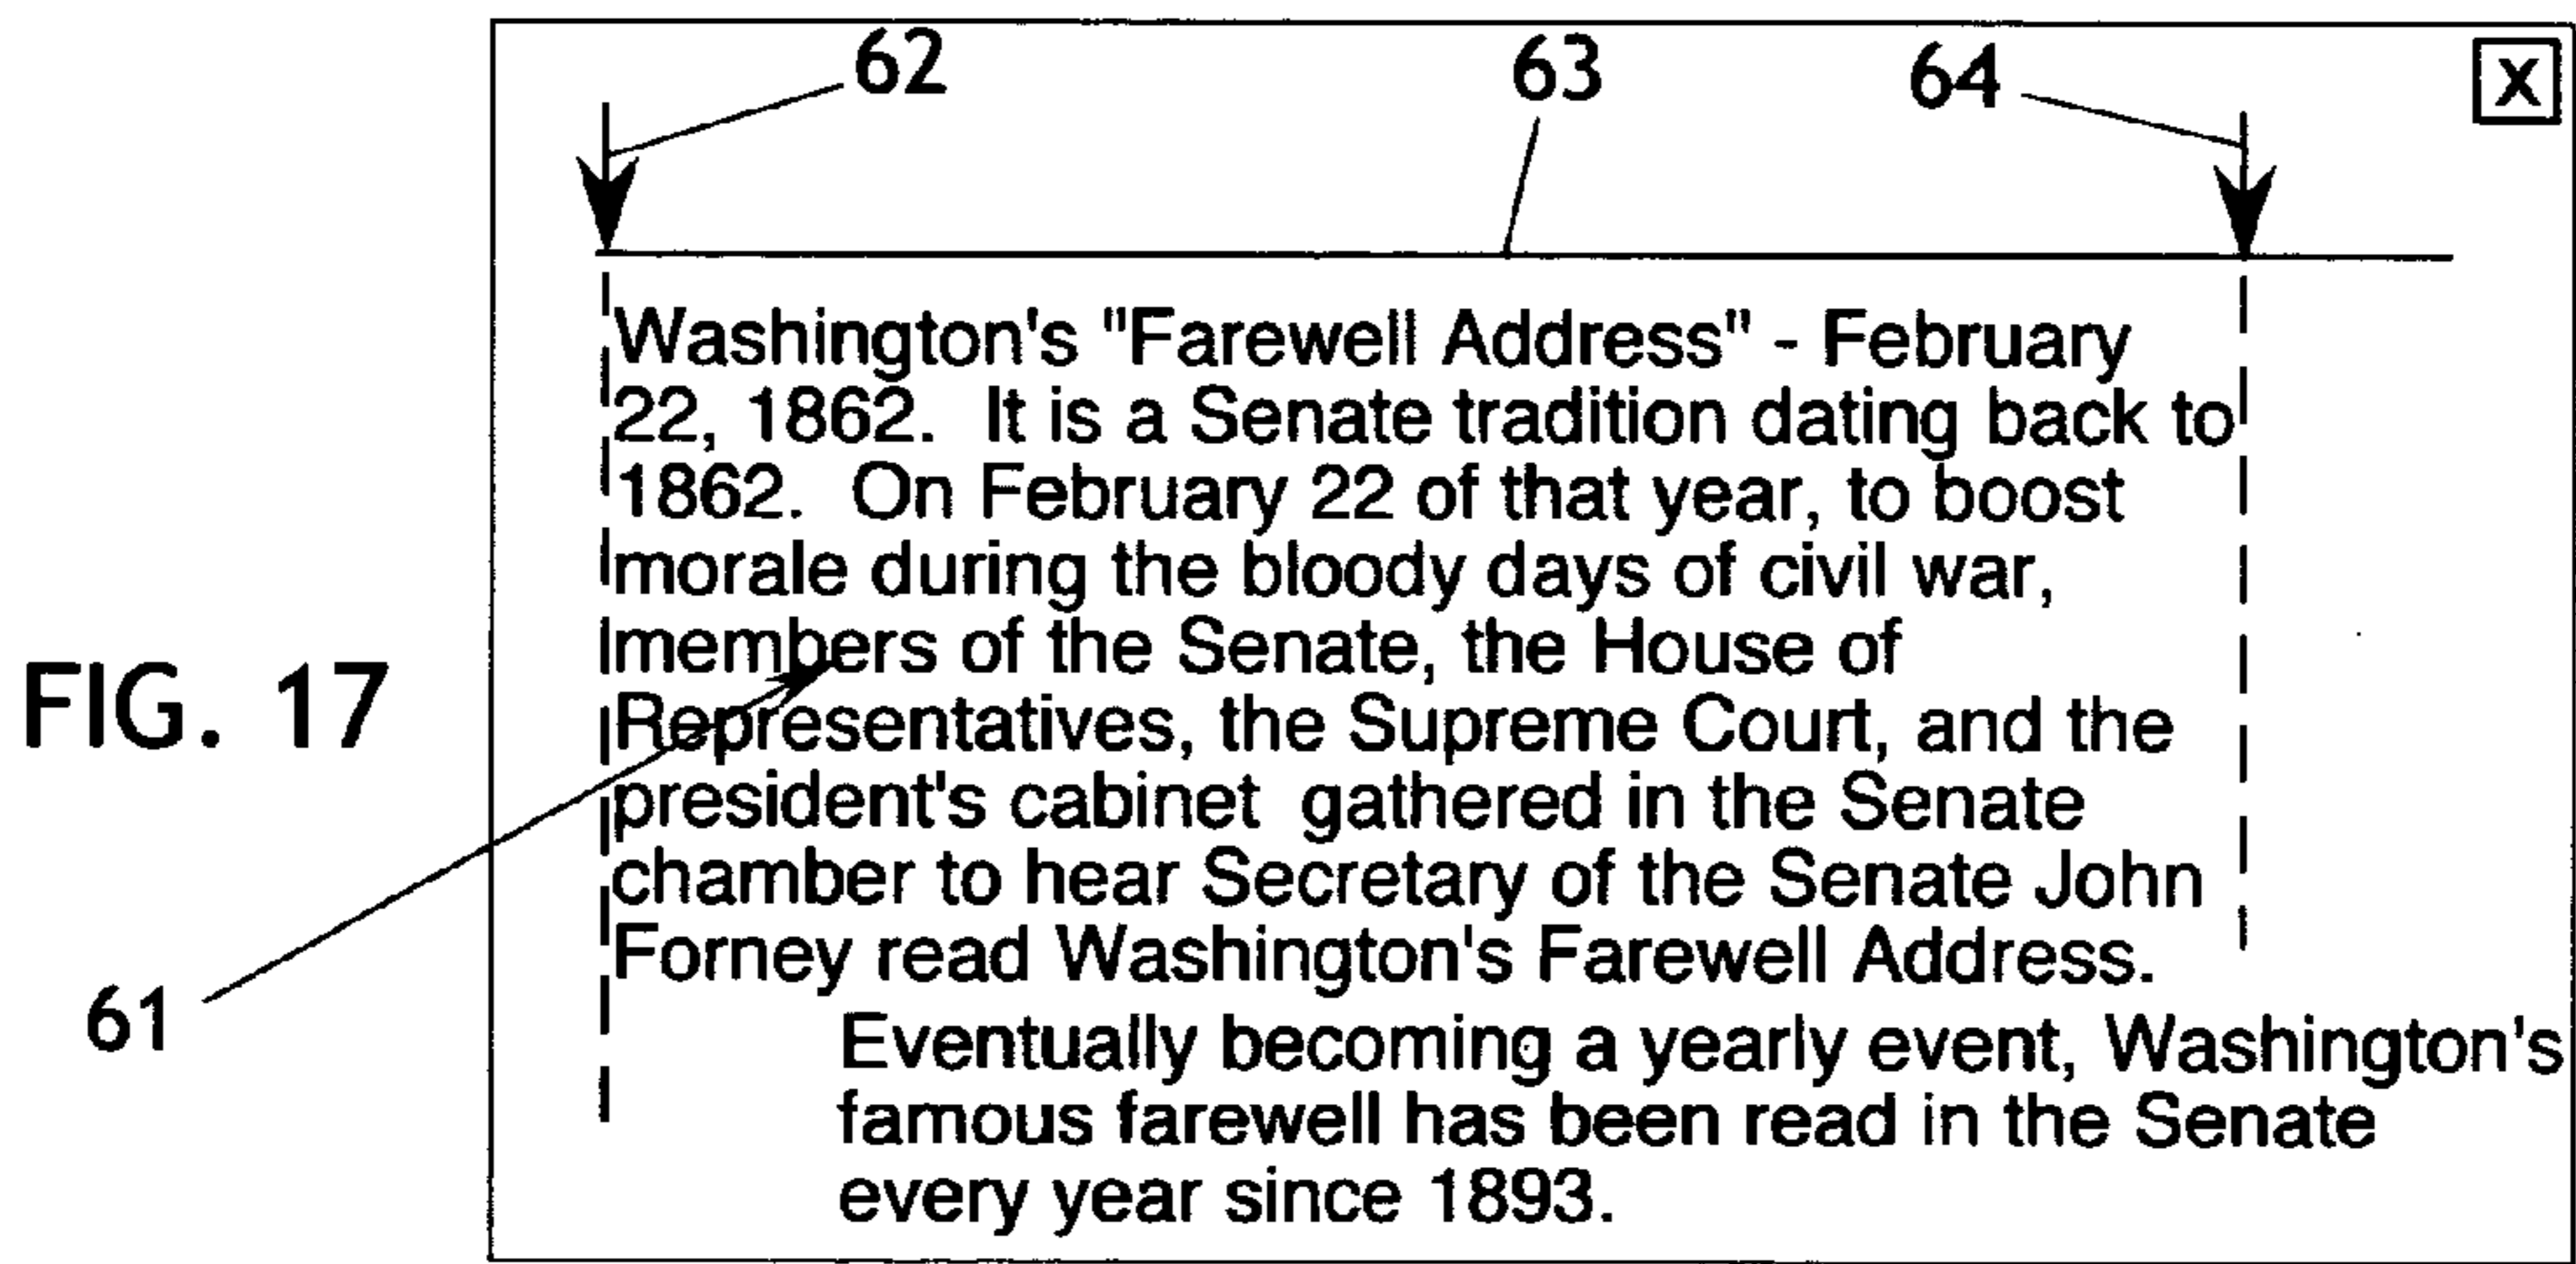 62
63
64
X
Washington's "Farewell Address" - February
22, 1862.  It is a Senate tradition dating back to
1862.  On February 22 of that year, to boost
morale during the bloody days of civil war,
members of the Senate, the House of
Representatives, the Supreme Court, and the
president's cabinet  gathered in the Senate
chamber to hear Secretary of the Senate John
Forney read Washington's Farewell Address.
Eventually becoming a yearly event, Washington's
famous farewell has been read in the Senate
every year since 1893.
FIG. 17
61